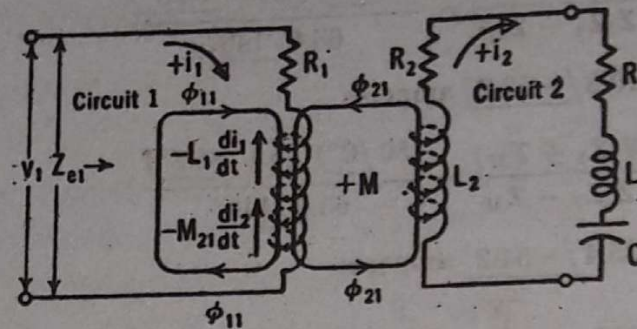 +i₁
R₁
R₂
+i₂
R
Circuit 1
ϕ₁₁
ϕ₂₁
Circuit 2
v₁
Zₑ₁→
-L₁ di₁/dt
+M
L₂
L
-M₂₁ di₂/dt
C
ϕ₁₁
ϕ₂₁